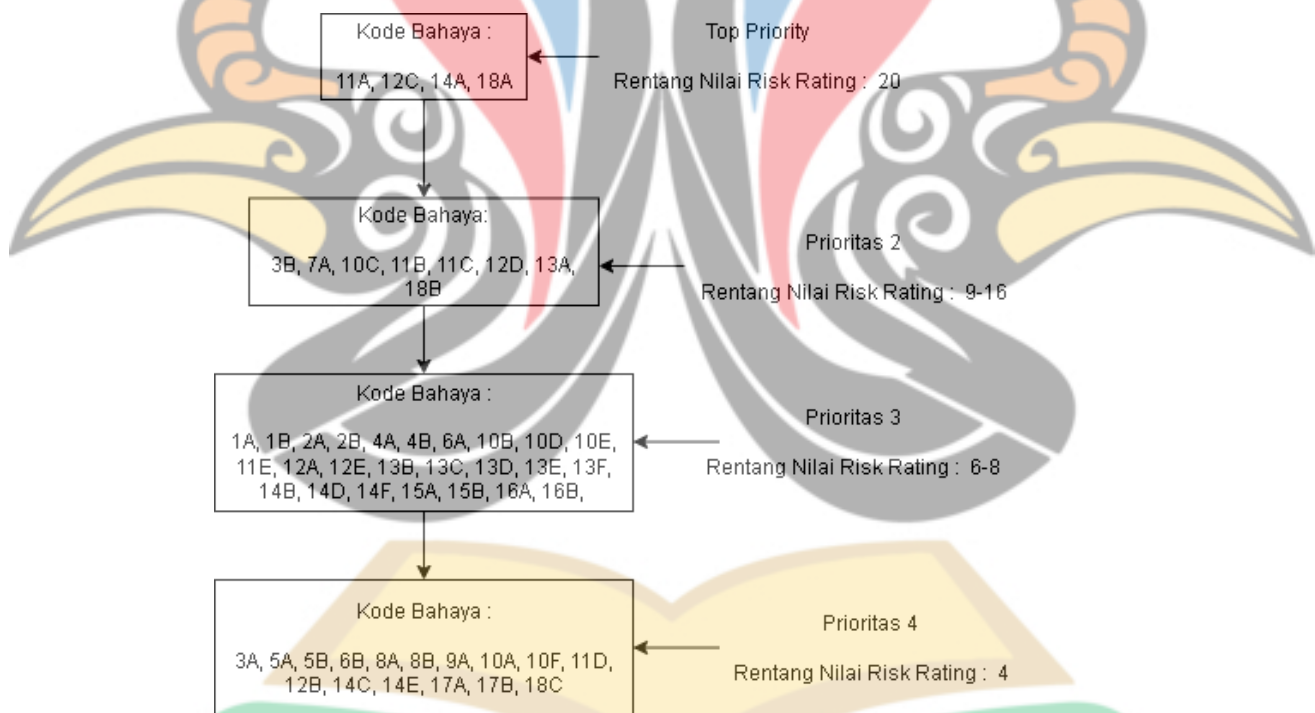 Kode Bahaya :
11A, 12C, 14A, 18A
Top Priority
Rentang Nilai Risk Rating : 20
Kode Bahaya:
3B, 7A, 10C, 11B, 11C, 12D, 13A,
18B
Prioritas 2
Rentang Nilai Risk Rating : 9-16
Kode Bahaya :
1A, 1B, 2A, 2B, 4A, 4B, 6A, 10B, 10D, 10E,
11E, 12A, 12E, 13B, 13C, 13D, 13E, 13F,
14B, 14D, 14F, 15A, 15B, 16A, 16B,
Prioritas 3
Rentang Nilai Risk Rating : 6-8
Kode Bahaya :
3A, 5A, 5B, 6B, 8A, 8B, 9A, 10A, 10F, 11D,
12B, 14C, 14E, 17A, 17B, 18C
Prioritas 4
Rentang Nilai Risk Rating : 4